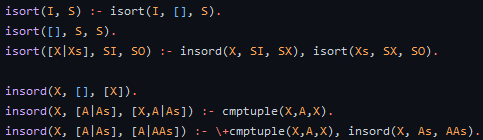 isort(I, S) :- isort(I, [], S).
isort([], S, S).
isort([X|Xs], SI, SO) :- insord(X, SI, SX), isort(Xs, SX, SO).
insord(X, [], [X]).
insord(X, [A|As], [X,A|As]) :- cmptuple(X,A,X).
insord(X, [A|As], [A|AAs]) :- \+cmptuple(X,A,X), insord(X, As, AAs).